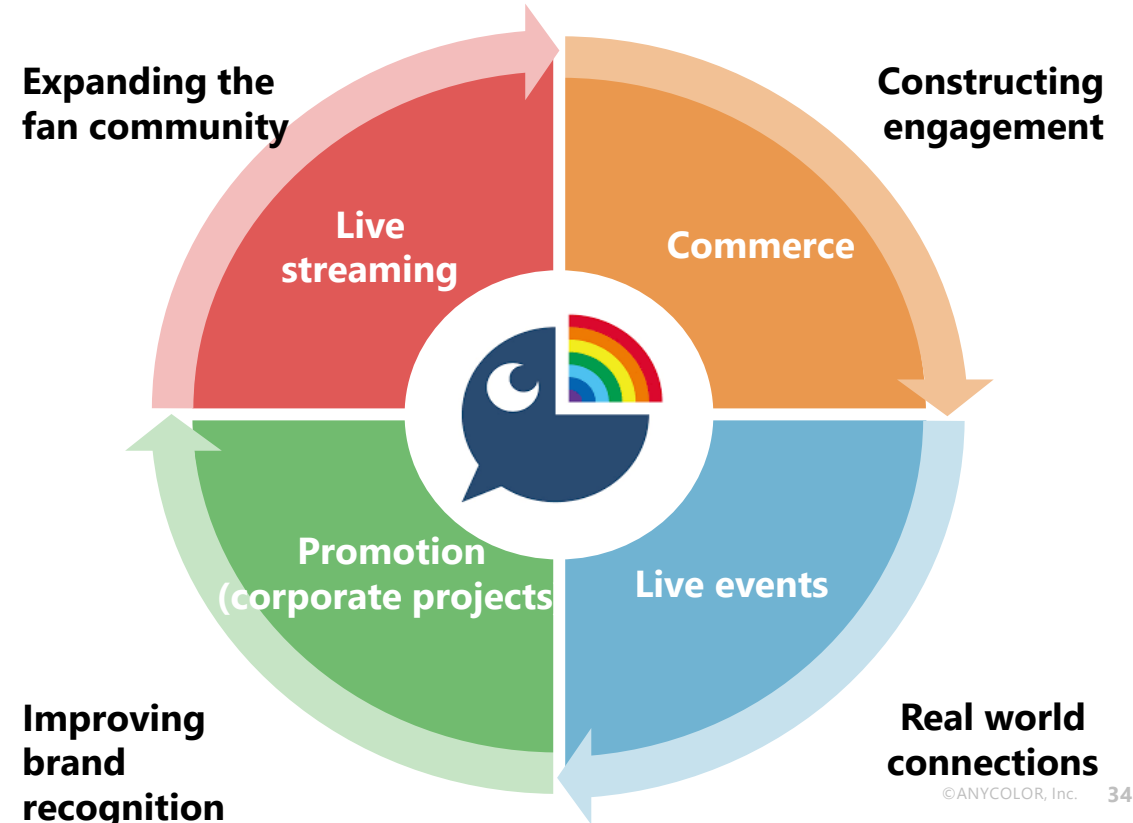 Expanding the
fan community
Constructing
engagement
Live
streaming
Commerce
Promotion
(corporate projects
Live events
Improving
brand
recognition
Real world
connections
©ANYCOLOR, Inc. 34